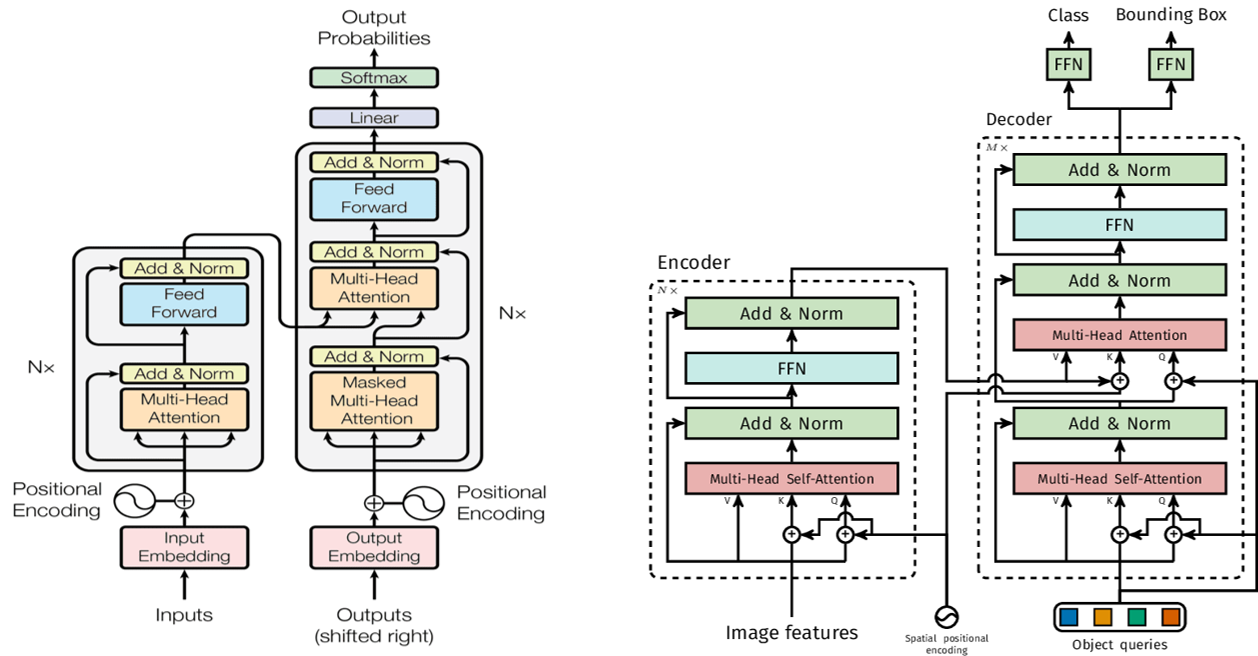 Output
Probabilities
Softmax
Linear
Add & Norm
Feed
Forward
Add & Norm
Multi-Head
Attention
Add & Norm
Masked
Multi-Head
Attention
N×
Add & Norm
Feed
Forward
Add & Norm
Multi-Head
Attention
N×
Positional
Encoding
Positional
Encoding
Input
Embedding
Output
Embedding
Inputs
Outputs
(shifted right)
Class
Bounding Box
FFN
FFN
Decoder
M×
Add & Norm
FFN
Add & Norm
Multi-Head Attention
V
K
Q
Add & Norm
Multi-Head Self-Attention
V
K
Q
Encoder
N×
Add & Norm
FFN
Add & Norm
Multi-Head Self-Attention
V
K
Q
Image features
Spatial positional
encoding
Object queries